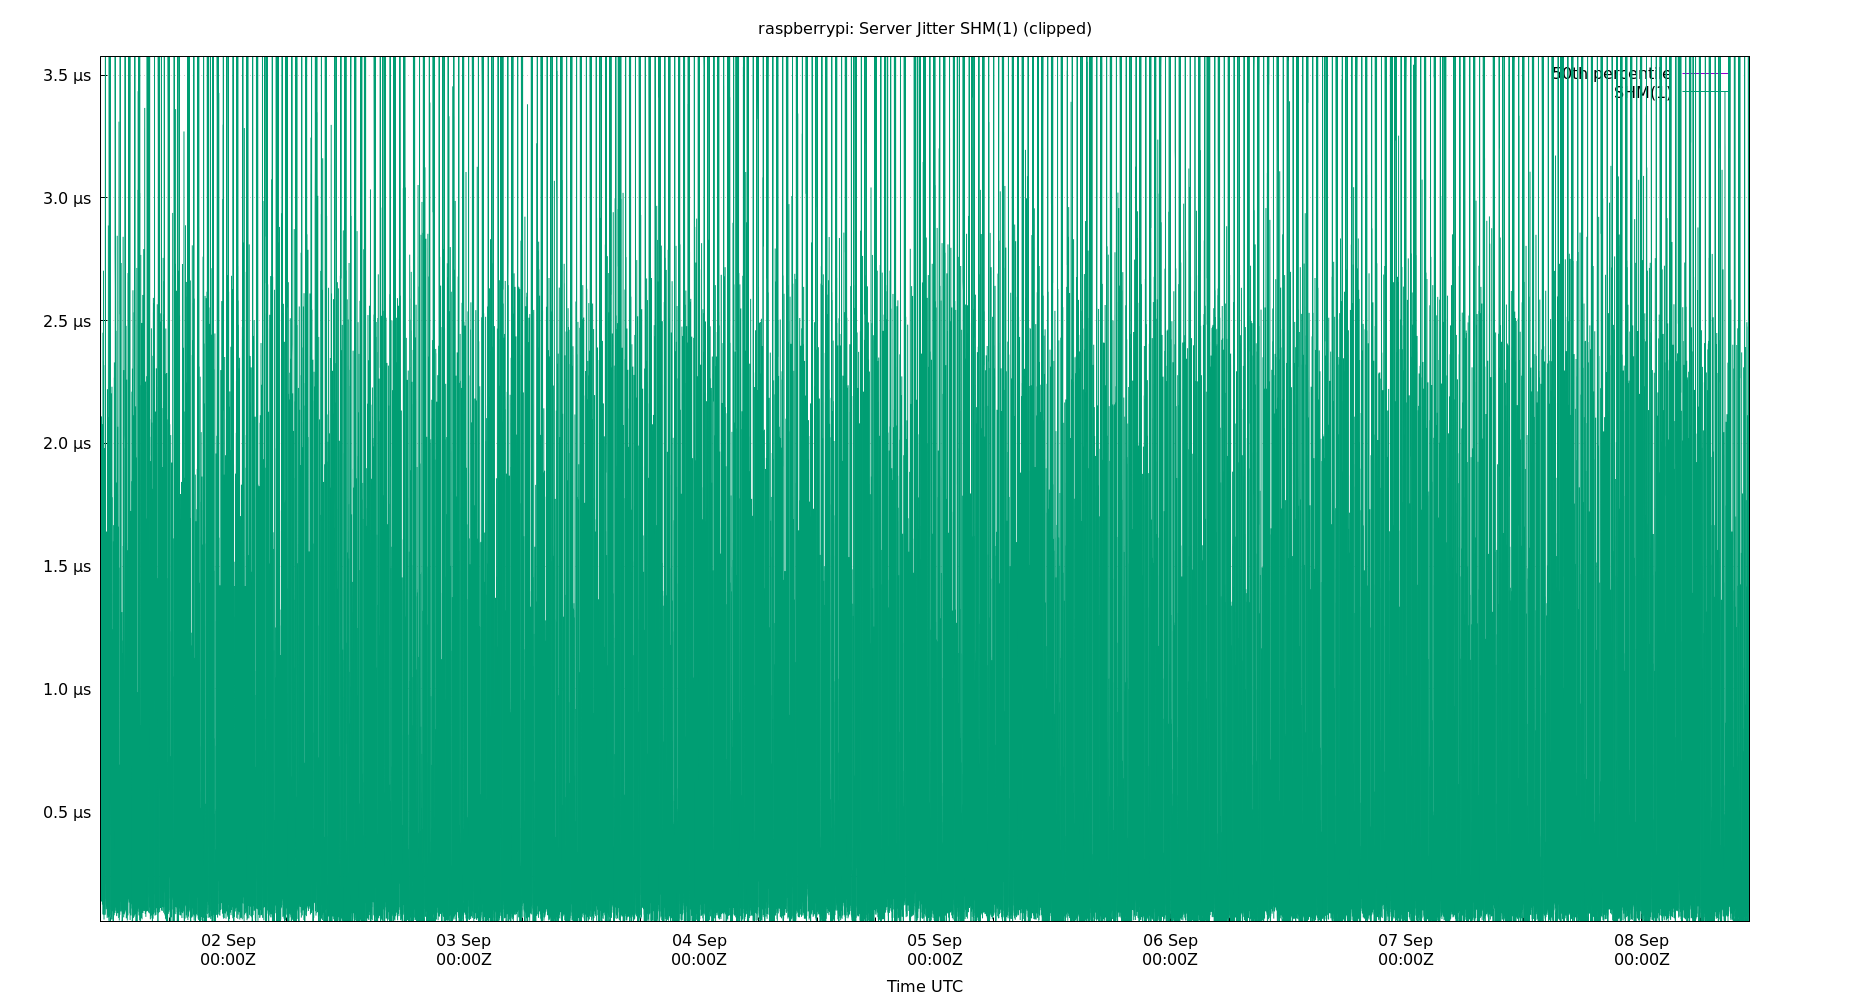 raspberrypi: Server Jitter SHM(1) (clipped)
3.5 µs
3.0 µs
2.5 µs
2.0 µs
1.5 µs
1.0 µs
0.5 µs
50th percentile
SHM(1)
02 Sep
00:00Z
03 Sep
00:00Z
04 Sep
00:00Z
05 Sep
00:00Z
06 Sep
00:00Z
07 Sep
00:00Z
08 Sep
00:00Z
Time UTC